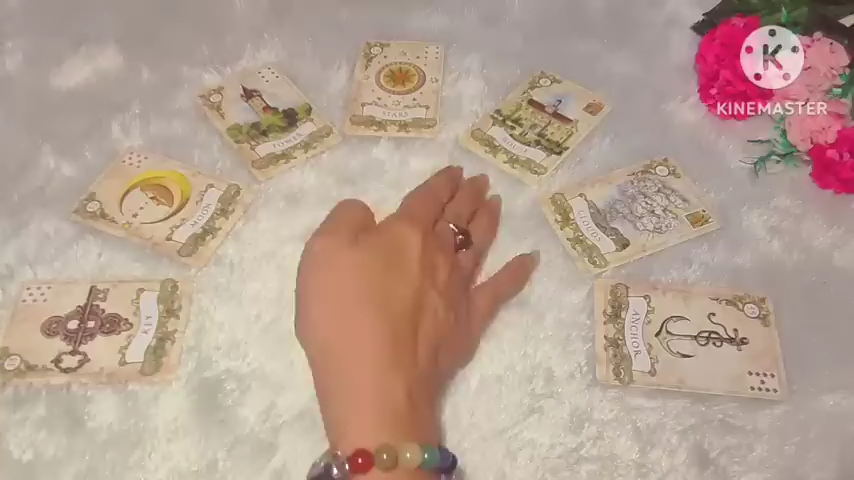 K
KINEMASTER
STARS
TOWER
HOUSE
MOON
CLOUDS
KEY
ANCHOR